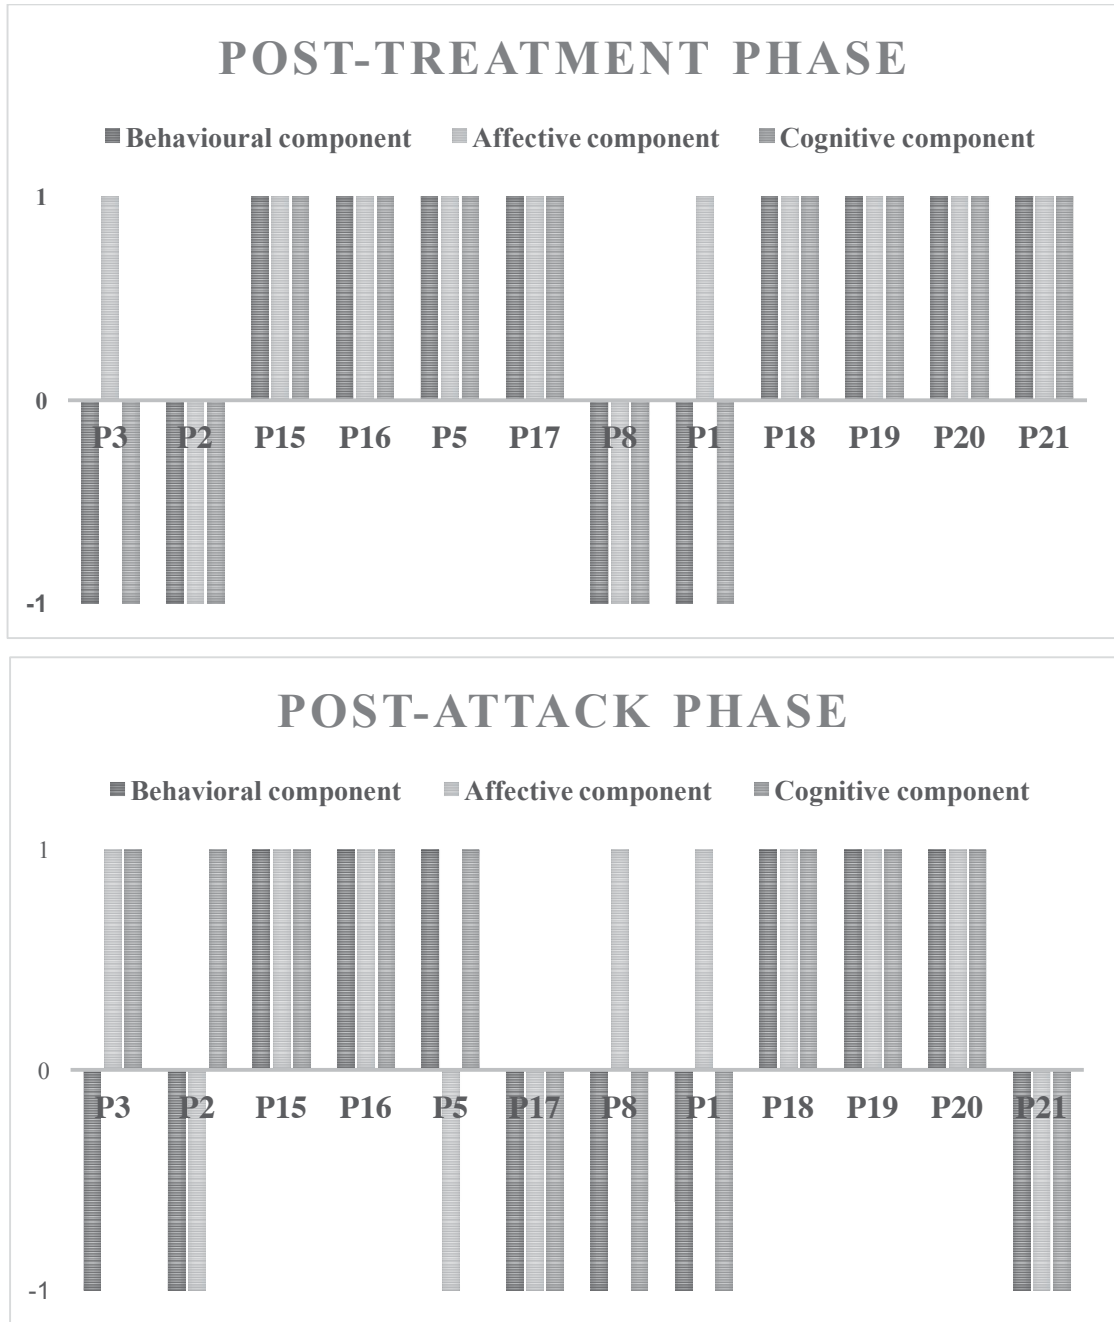 POST-TREATMENT PHASE
Behavioural component Affective component Cognitive component
1
0
P3 P2 P15 P16 P5 P17 P8 P1 P18 P19 P20 P21
-1
POST-ATTACK PHASE
Behavioral component Affective component Cognitive component
1
0
P3 P2 P15 P16 P5 P17 P8 P1 P18 P19 P20 P21
-1